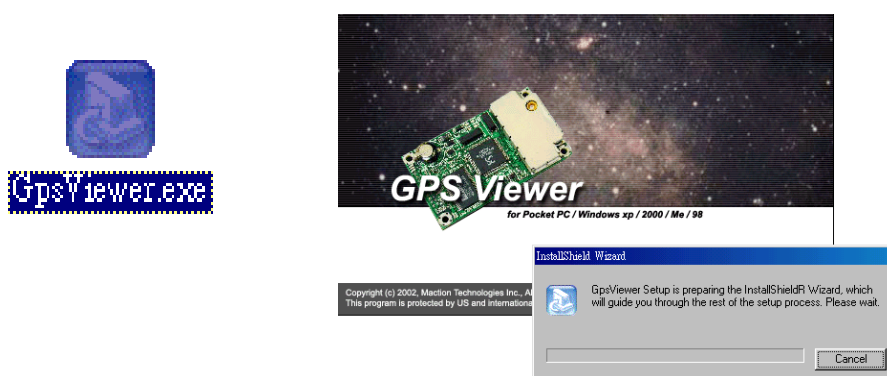 GpsViewer.exe
GPS Viewer
for Pocket PC / Windows xp / 2000 / Me / 98
Copyright (c) 2002, Maction Technologies Inc.,
This program is protected by US and
InstallShield Wizard
GpsViewer Setup is preparing the InstallShieldR Wizard, which
will guide you through the rest of the setup process. Please wait.
Cancel